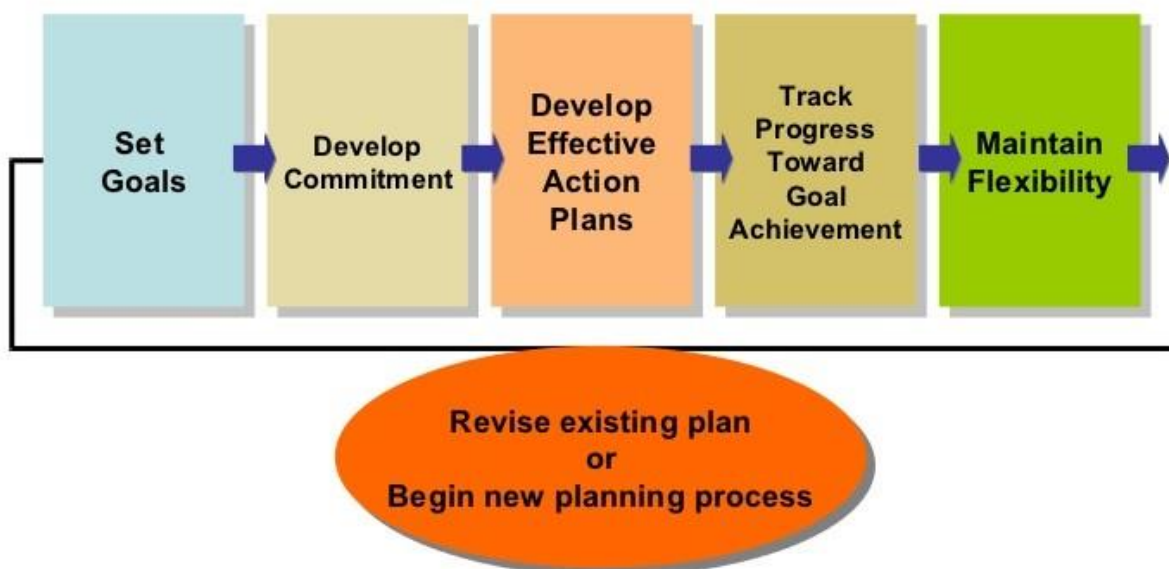 Set
Goals
Develop
Commitment
Develop
Effective
Action
Plans
Track
Progress
Toward
Goal
Achievement
Maintain
Flexibility
Revise existing plan
or
Begin new planning process